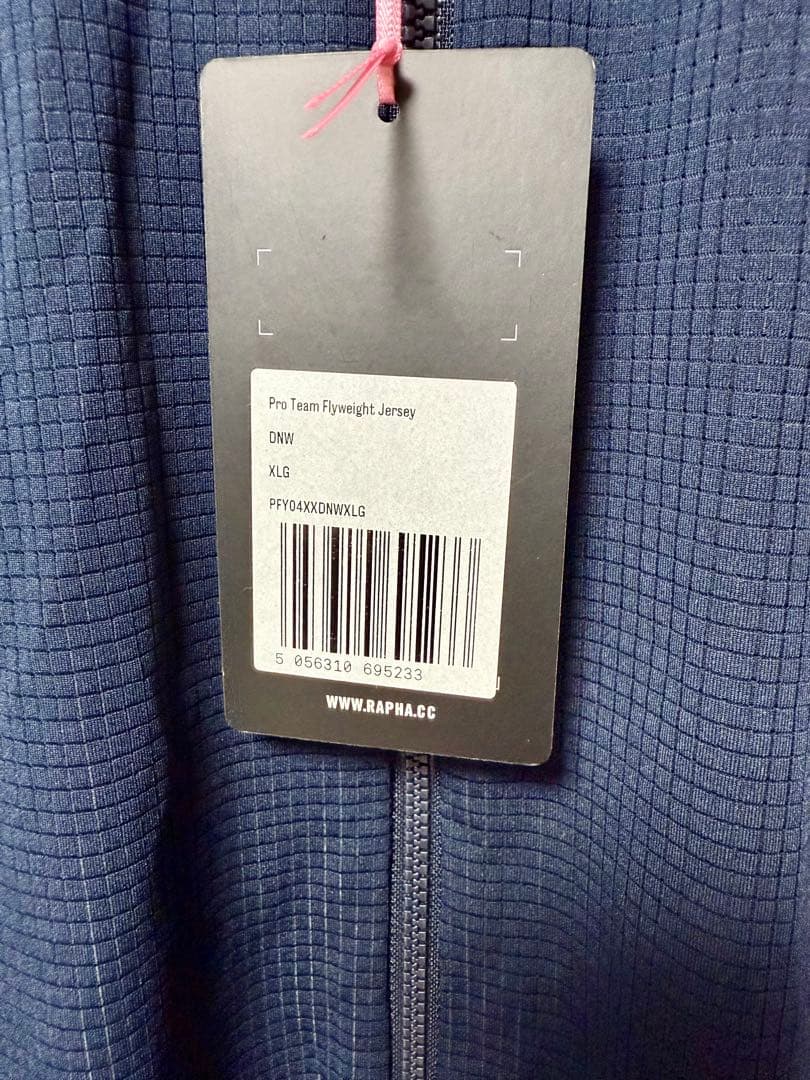 Pro Team Flyweight Jersey
DNW
XLG
PFY04XXDNWXLG
5 056310 695233
WWW.RAPHA.CC